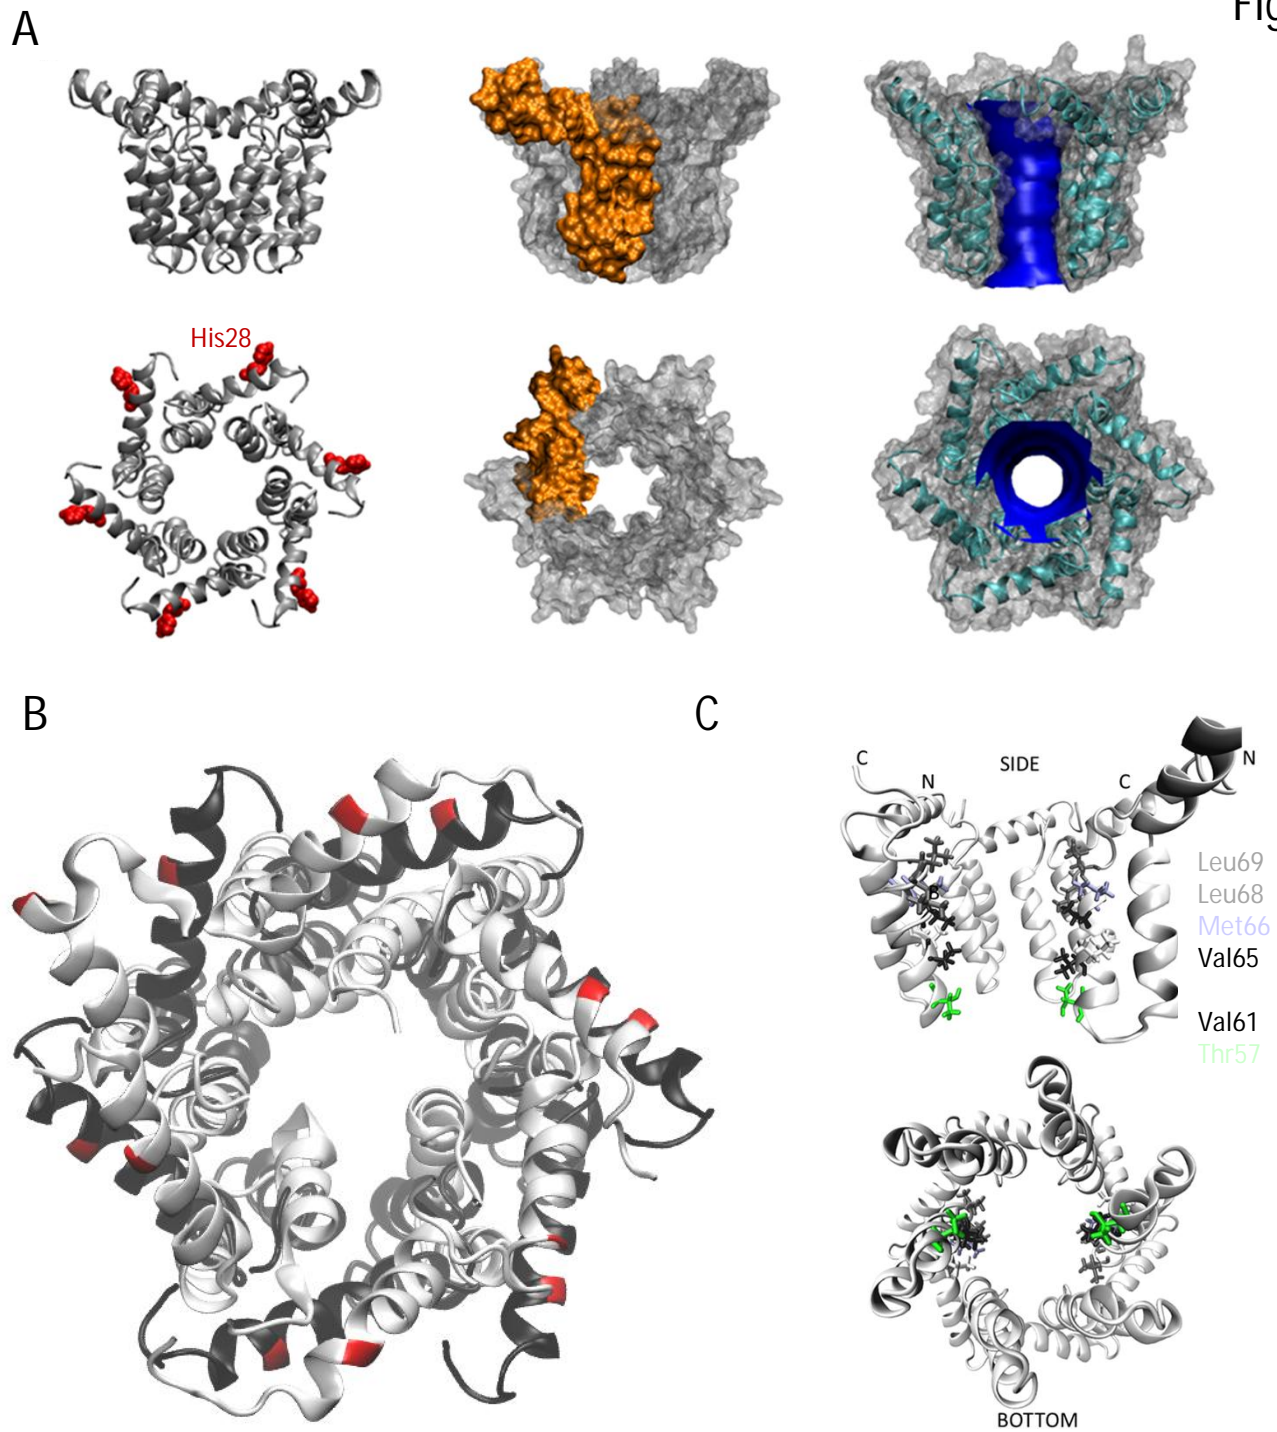 Fig
A
His28
B
C
C
N
SIDE
C
N
B
Leu69
Leu68
Met66
Val65
Val61
Thr57
BOTTOM